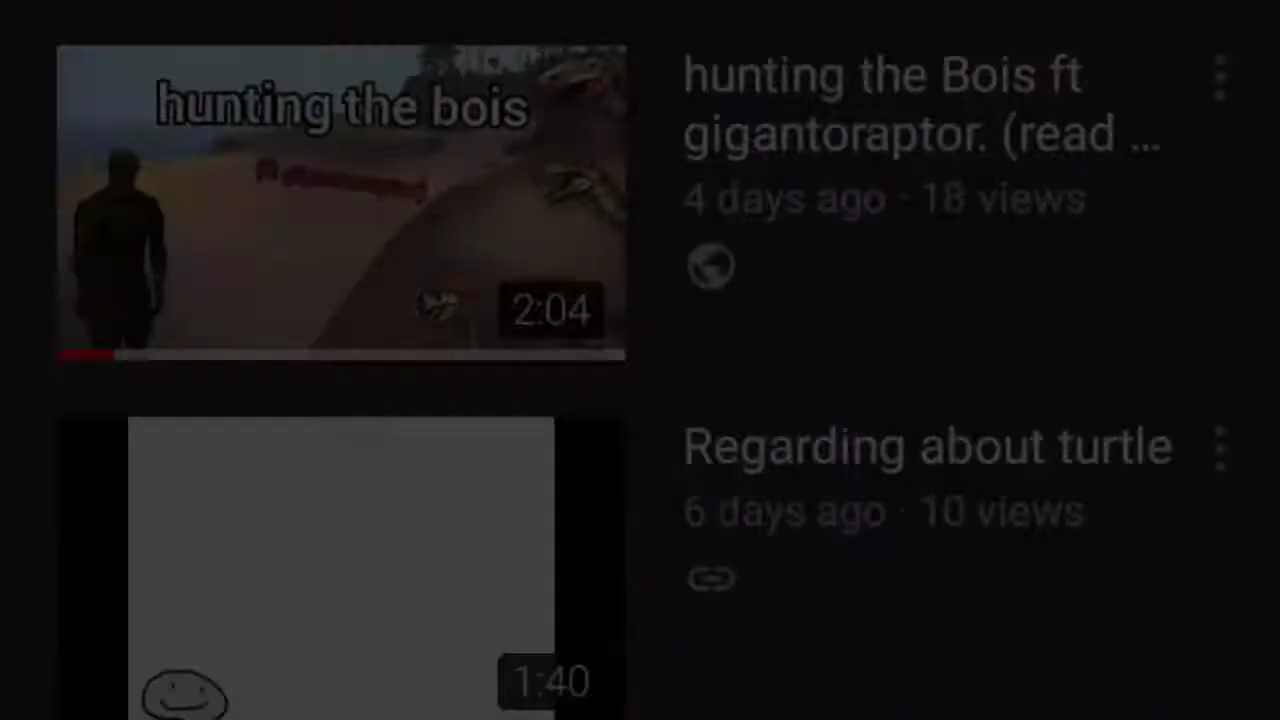 hunting the bois
2:04
hunting the Bois ft
gigantoraptor. (read ...
4 days ago · 18 views
1:40
Regarding about turtle
6 days ago · 10 views